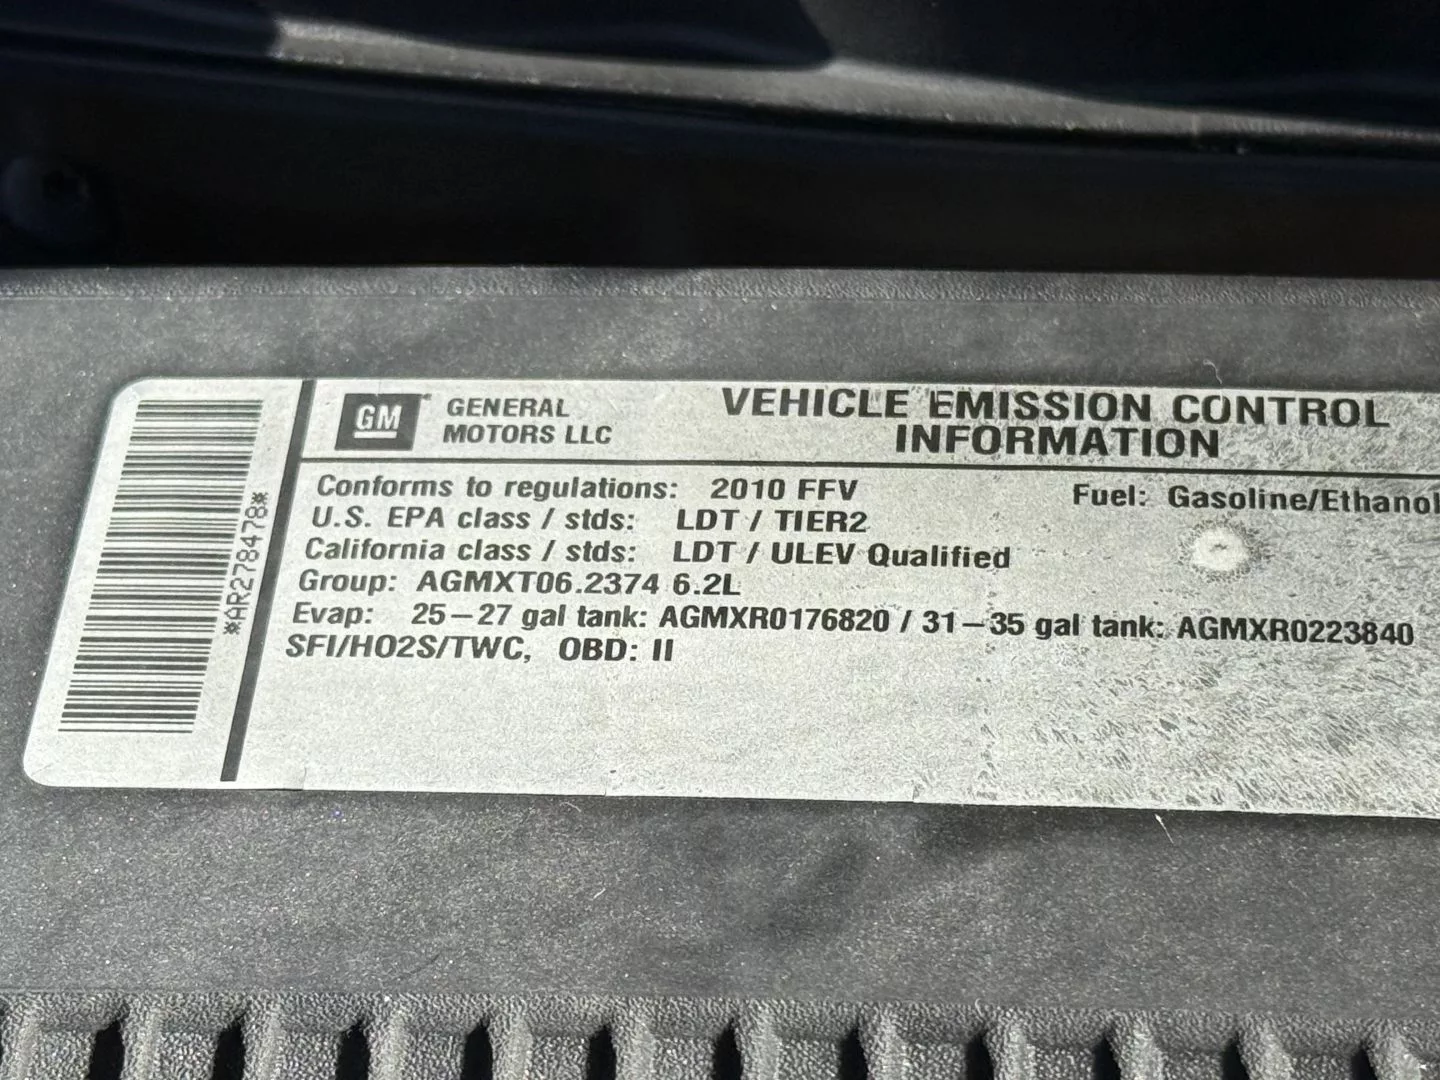 *AR278478*
GM
GENERAL
MOTORS LLC
VEHICLE EMISSION CONTROL
INFORMATION
Conforms to regulations: 2010 FFV
Fuel: Gasoline/Ethanol
U.S. EPA class / stds: LDT / TIER2
California class / stds: LDT / ULEV Qualified
Group: AGMXT06.2374 6.2L
Evap: 25-27 gal tank: AGMXR0176820 / 31-35 gal tank: AGMXR0223840
SFI/HO2S/TWC, OBD: II